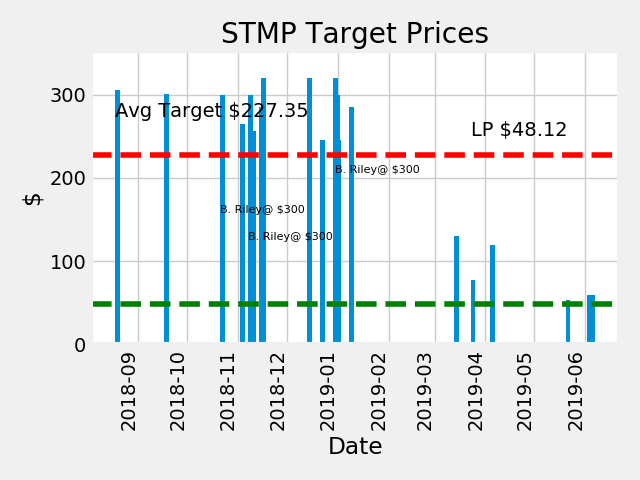 STMP Target Prices
$
300
200
100
0
Avg Target $227.35
LP $48.12
B. Riley@ $300
B. Riley@ $300
B. Riley@ $300
2018-09
2018-10
2018-11
2018-12
2019-01
2019-02
2019-03
2019-04
2019-05
2019-06
Date